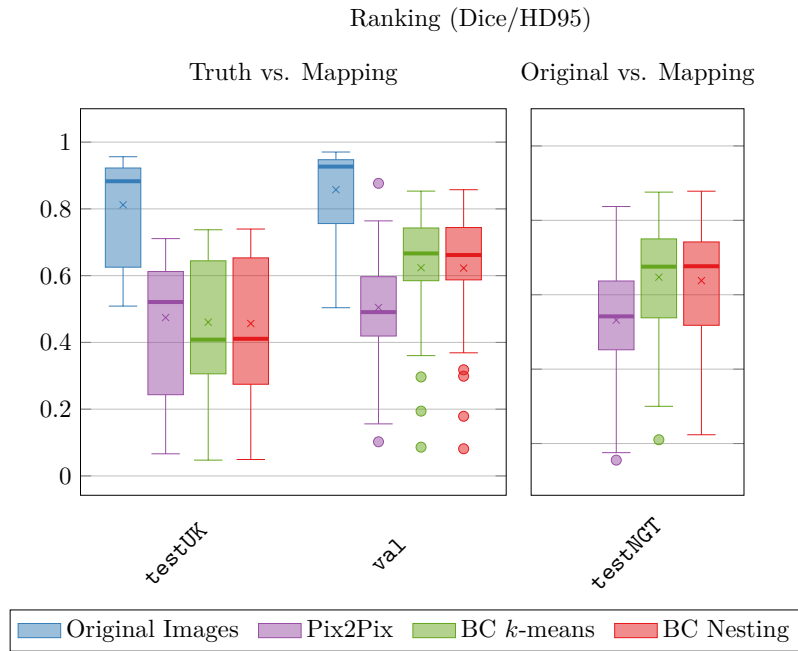 Ranking (Dice/HD95)
Truth vs. Mapping
Original vs. Mapping
1
0.8
0.6
0.4
0.2
0
testUK
val
testNGT
Original Images
Pix2Pix
BC k-means
BC Nesting